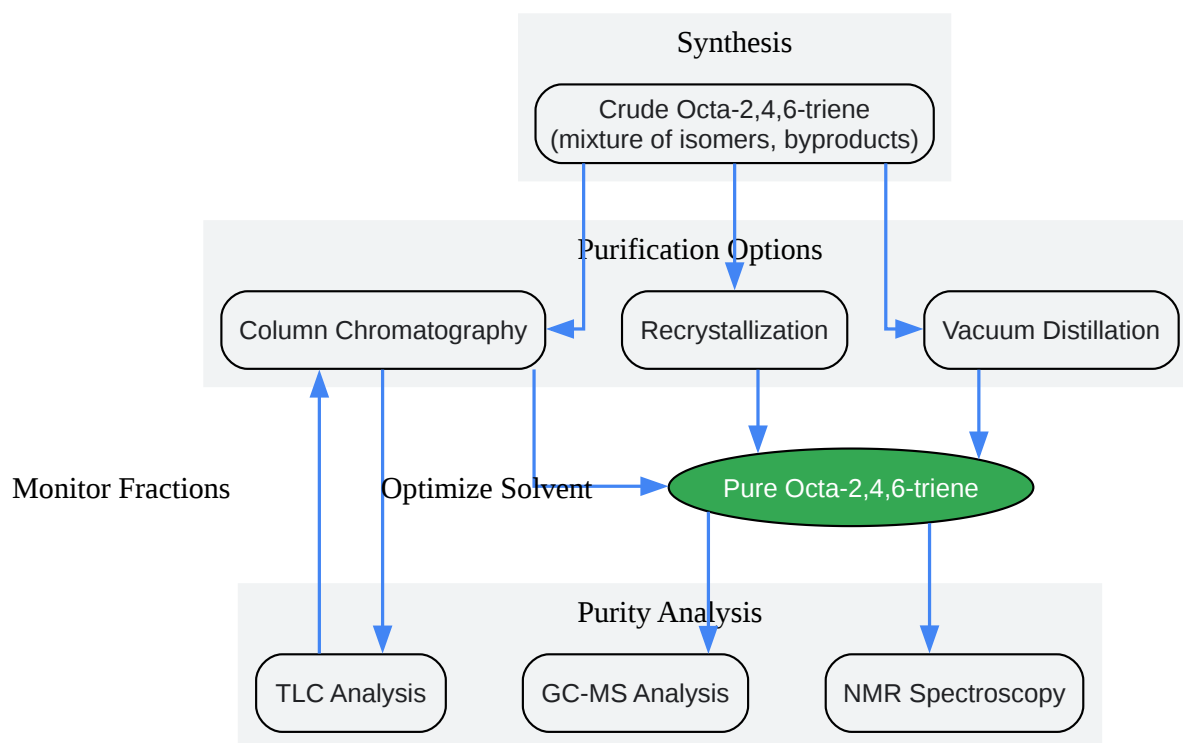 Synthesis
Crude Octa-2,4,6-triene
(mixture of isomers, byproducts)
Purification Options
Column Chromatography
Recrystallization
Vacuum Distillation
Monitor Fractions
Optimize Solvent
Pure Octa-2,4,6-triene
Purity Analysis
TLC Analysis
GC-MS Analysis
NMR Spectroscopy